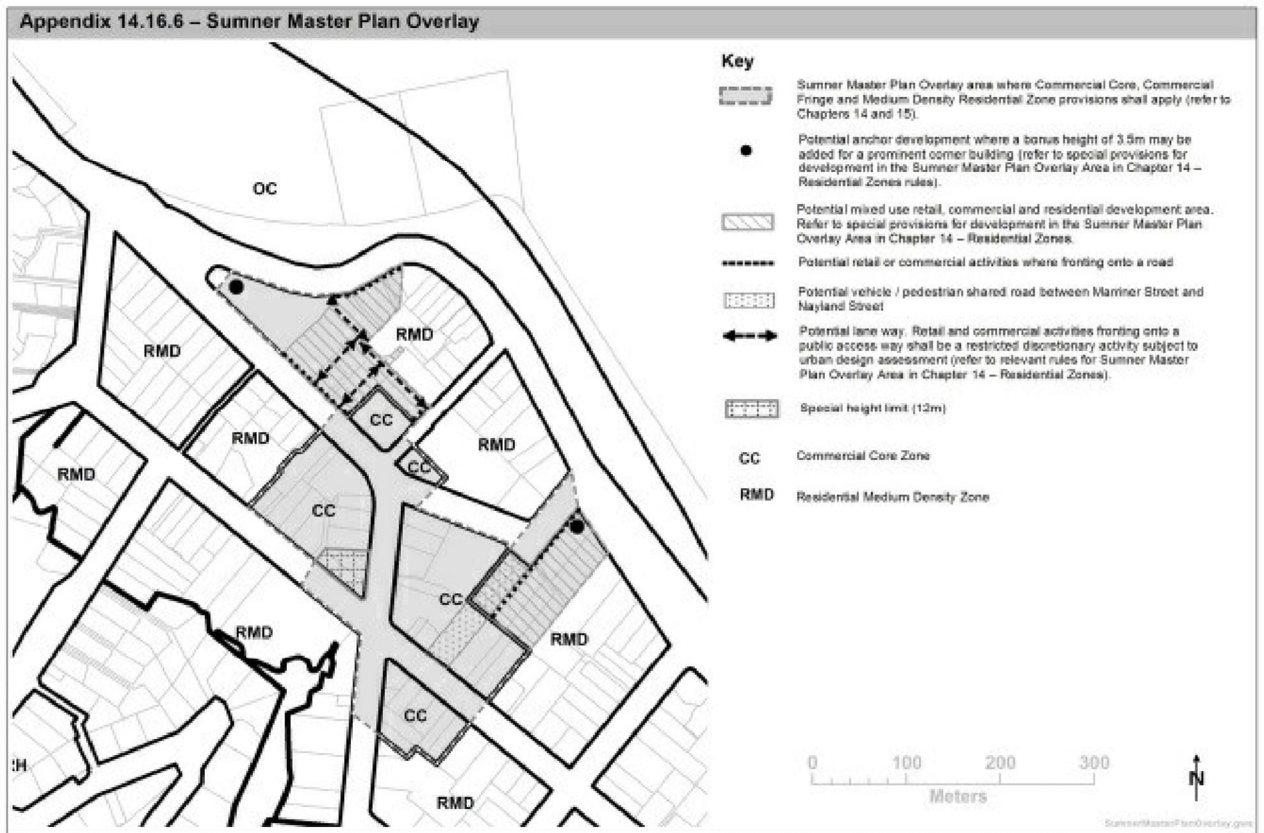 Appendix 14.16.6 – Sumner Master Plan Overlay
Key
Sumner Master Plan Overlay area where Commercial Core, Commercial
Fringe and Medium Density Residential Zone provisions shall apply (refer to
Chapters 14 and 15).
Potential anchor development where a bonus height of 3.5m may be
added for a prominent corner building (refer to special provisions for
development in the Sumner Master Plan Overlay Area in Chapter 14 –
Residential Zones rules).
Potential mixed use retail, commercial and residential development area.
Refer to special provisions for development in the Sumner Master Plan
Overlay Area in Chapter 14 – Residential Zones.
Potential retail or commercial activities where fronting onto a road
Potential vehicle / pedestrian shared road between Marriner Street and
Nayland Street
Potential lane way. Retail and commercial activities fronting onto a
public access way shall be a restricted discretionary activity subject to
urban design assessment (refer to relevant rules for Sumner Master
Plan Overlay Area in Chapter 14 – Residential Zones).
Special height limit (12m)
CC Commercial Core Zone
RMD Residential Medium Density Zone
OC
RMD
RMD
CC
RMD
RMD
CC
RMD
CC
CC
RMD
RMD
CC
RMD
:H
0 100 200 300
Meters
N
SumnerMasterPlanOverlay.gws